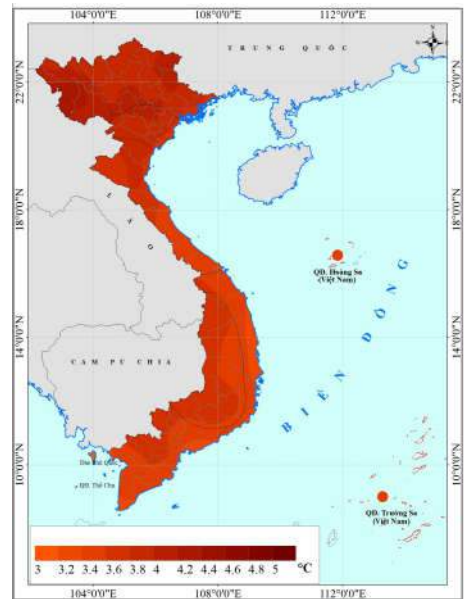 104°0'0"E 108°0'0"E 112°0'0"E
N
TRUNG QUỐC
22°0'0"N
LÀO
18°0'0"N
QĐ. Hoàng Sa
(Việt Nam)
BIỂN ĐÔNG
14°0'0"N
CAM PU CHIA
10°0'0"N
QĐ. Thổ Chu
QĐ. Trường Sa
(Việt Nam)
3 3.2 3.4 3.6 3.8 4 4.2 4.4 4.6 4.8 5 °C
104°0'0"E 108°0'0"E 112°0'0"E